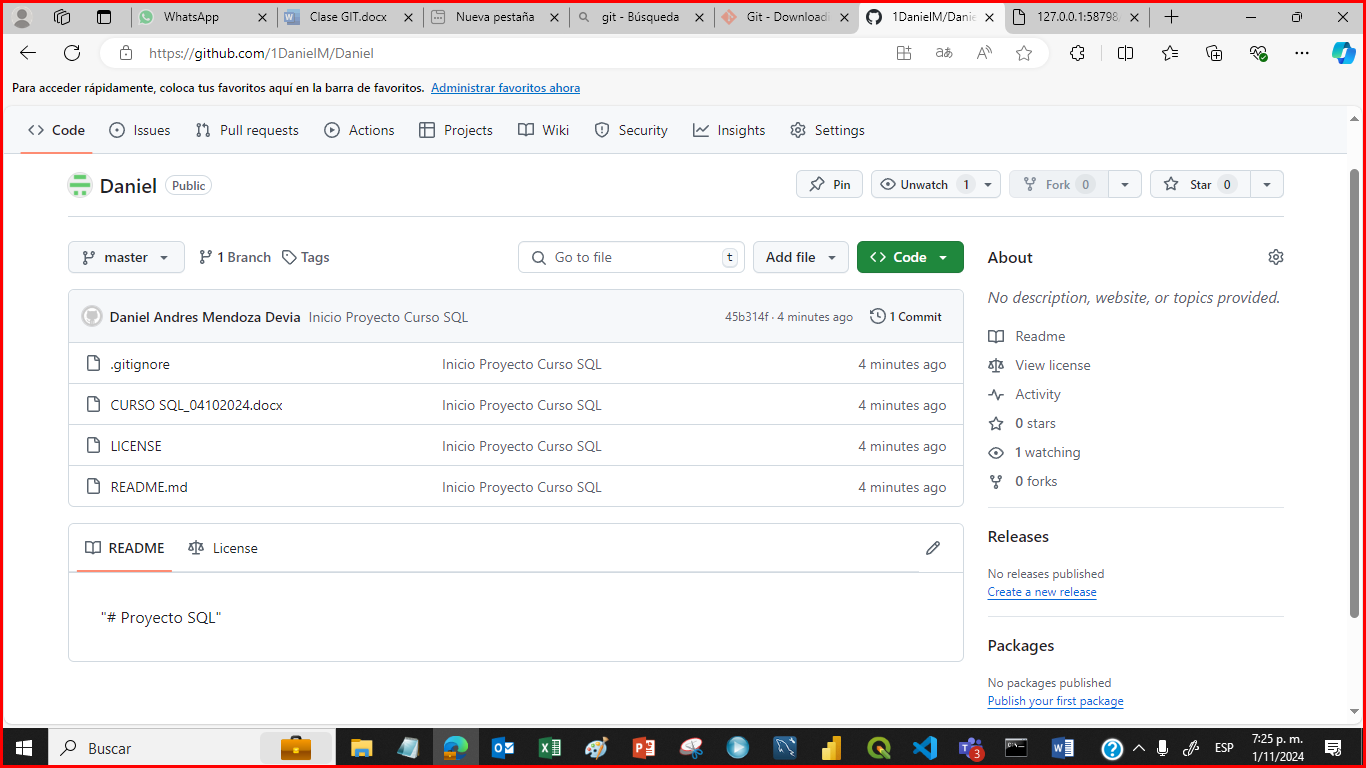 WhatsApp
Clase GIT.docx
Nueva pestaña
git - Búsqueda
Git - Download
1DanielM/Danie
127.0.0.1:58798
https://github.com/1DanielM/Daniel
Para acceder rápidamente, coloca tus favoritos aquí en la barra de favoritos. Administrar favoritos ahora
Code Issues Pull requests Actions Projects Wiki Security Insights Settings
Daniel Public Pin Unwatch 1 Fork 0 Star 0
master 1 Branch Tags Go to file t Add file Code
Daniel Andres Mendoza Devia Inicio Proyecto Curso SQL 45b314f · 4 minutes ago 1 Commit
.gitignore Inicio Proyecto Curso SQL 4 minutes ago
CURSO SQL_04102024.docx Inicio Proyecto Curso SQL 4 minutes ago
LICENSE Inicio Proyecto Curso SQL 4 minutes ago
README.md Inicio Proyecto Curso SQL 4 minutes ago
README License
"# Proyecto SQL"
About
No description, website, or topics provided.
Readme
View license
Activity
0 stars
1 watching
0 forks
Releases
No releases published
Create a new release
Packages
No packages published
Publish your first package
Buscar
3
ESP
7:25 p. m.
1/11/2024